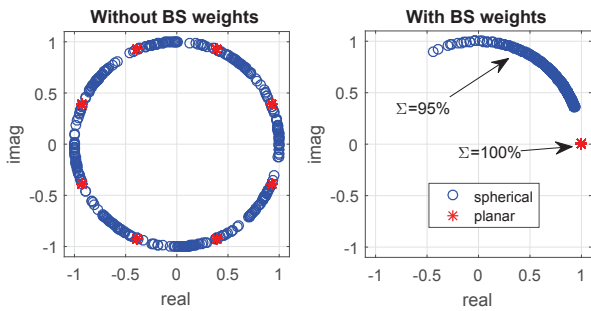 Without BS weights
1
0.5
0
-0.5
-1
imag
-1 -0.5 0 0.5 1
real
With BS weights
1
0.5
0
-0.5
-1
imag
Σ=95%
Σ=100%
spherical
planar
-1 -0.5 0 0.5 1
real